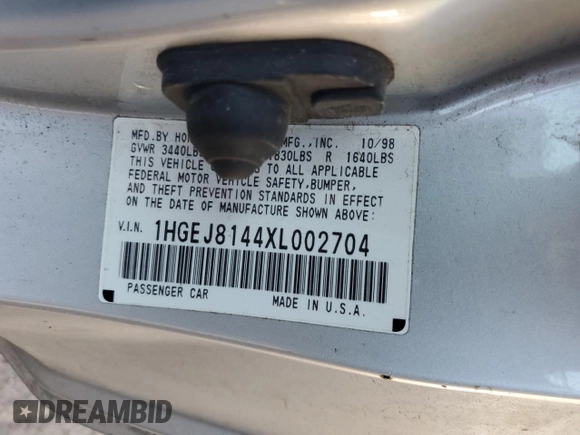 MFD. BY HON MFG.,INC. 10/98
GVWR 3440LB 1830LBS R 1640LBS
THIS VEHICLE TO ALL APPLICABLE
FEDERAL MOTOR VEHICLE SAFETY,BUMPER,
AND THEFT PREVENTION STANDARDS IN EFFECT
ON THE DATE OF MANUFACTURE SHOWN ABOVE:
V.I.N. 1HGEJ8144XL002704
PASSENGER CAR MADE IN U.S.A.
DREAMBID